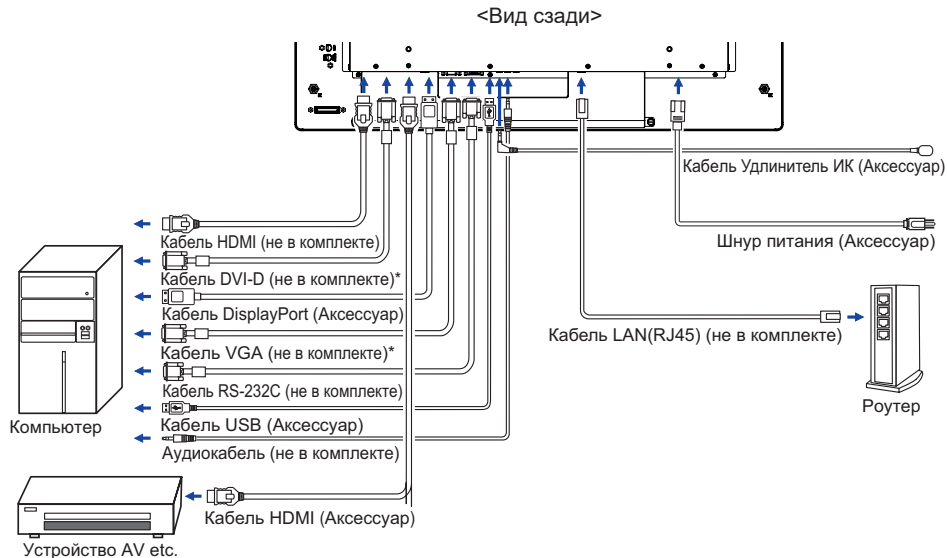 <Вид сзади>
Кабель Удлинитель ИК (Аксессуар)
Шнур питания (Аксессуар)
Кабель HDMI (не в комплекте)
Кабель DVI-D (не в комплекте)*
Кабель DisplayPort (Аксессуар)
Кабель LAN(RJ45) (не в комплекте)
Кабель VGA (не в комплекте)*
Кабель RS-232C (не в комплекте)
Роутер
Компьютер
Кабель USB (Аксессуар)
Аудиокабель (не в комплекте)
Кабель HDMI (Аксессуар)
Устройство AV etc.